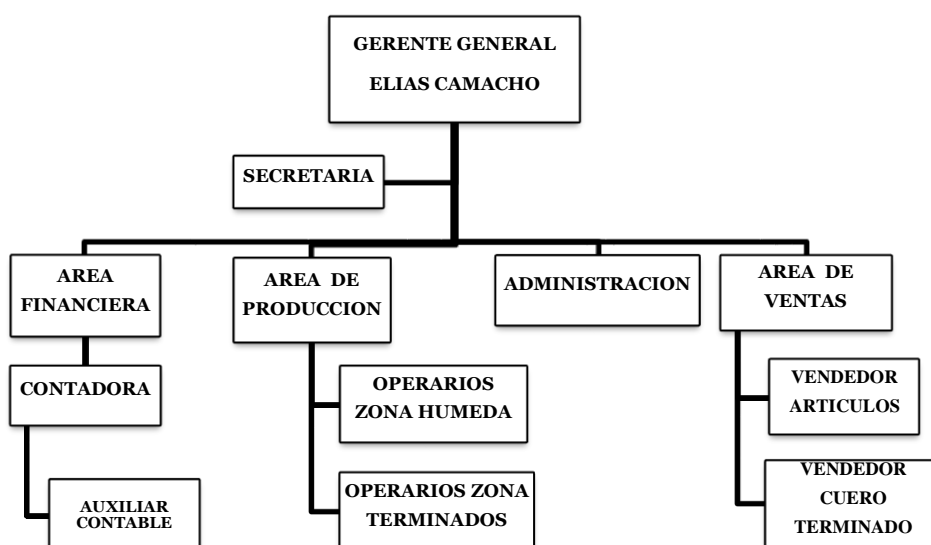 GERENTE GENERAL
ELIAS CAMACHO
SECRETARIA
AREA
FINANCIERA
AREA DE
PRODUCCION
ADMINISTRACION
AREA DE
VENTAS
CONTADORA
OPERARIOS
ZONA HUMEDA
VENDEDOR
ARTICULOS
AUXILIAR
CONTABLE
OPERARIOS ZONA
TERMINADOS
VENDEDOR
CUERO
TERMINADO